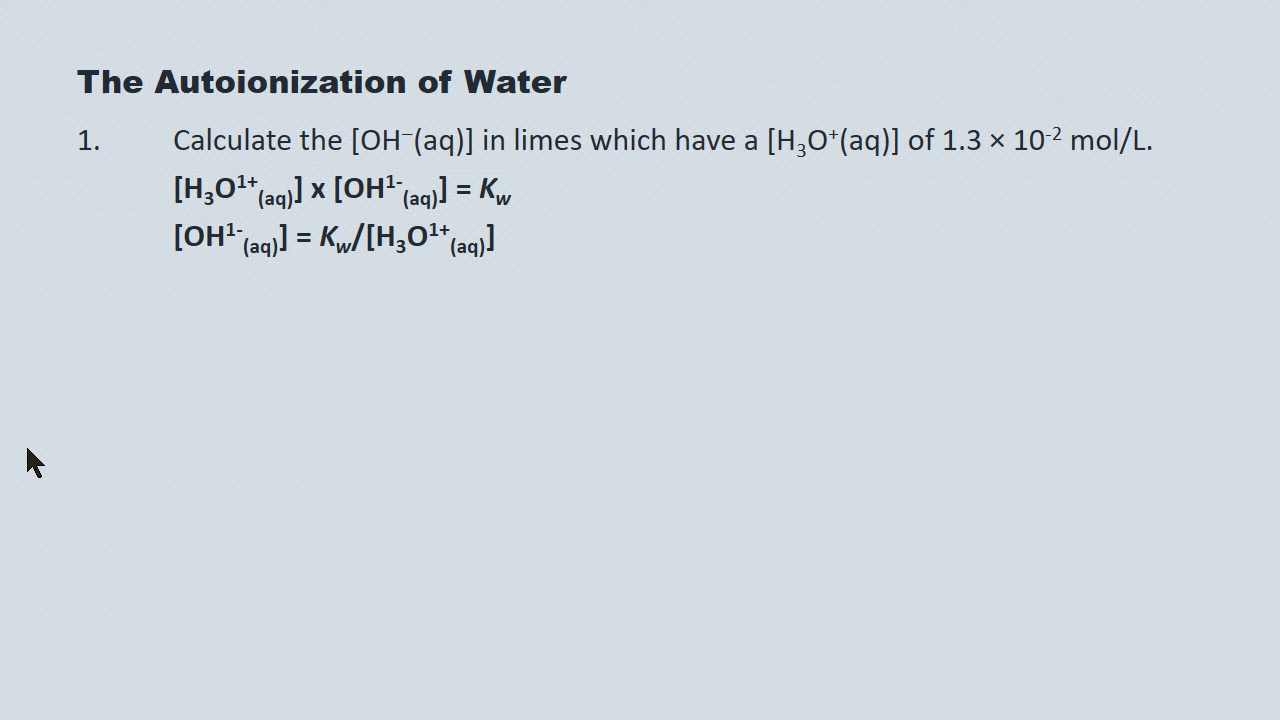 The Autoionization of Water
1. Calculate the [OH⁻(aq)] in limes which have a [H₃O⁺(aq)] of 1.3 × 10⁻² mol/L.
[H₃O¹⁺₍aq₎] x [OH¹⁻₍aq₎] = Kw
[OH¹⁻₍aq₎] = Kw/[H₃O¹⁺₍aq₎]